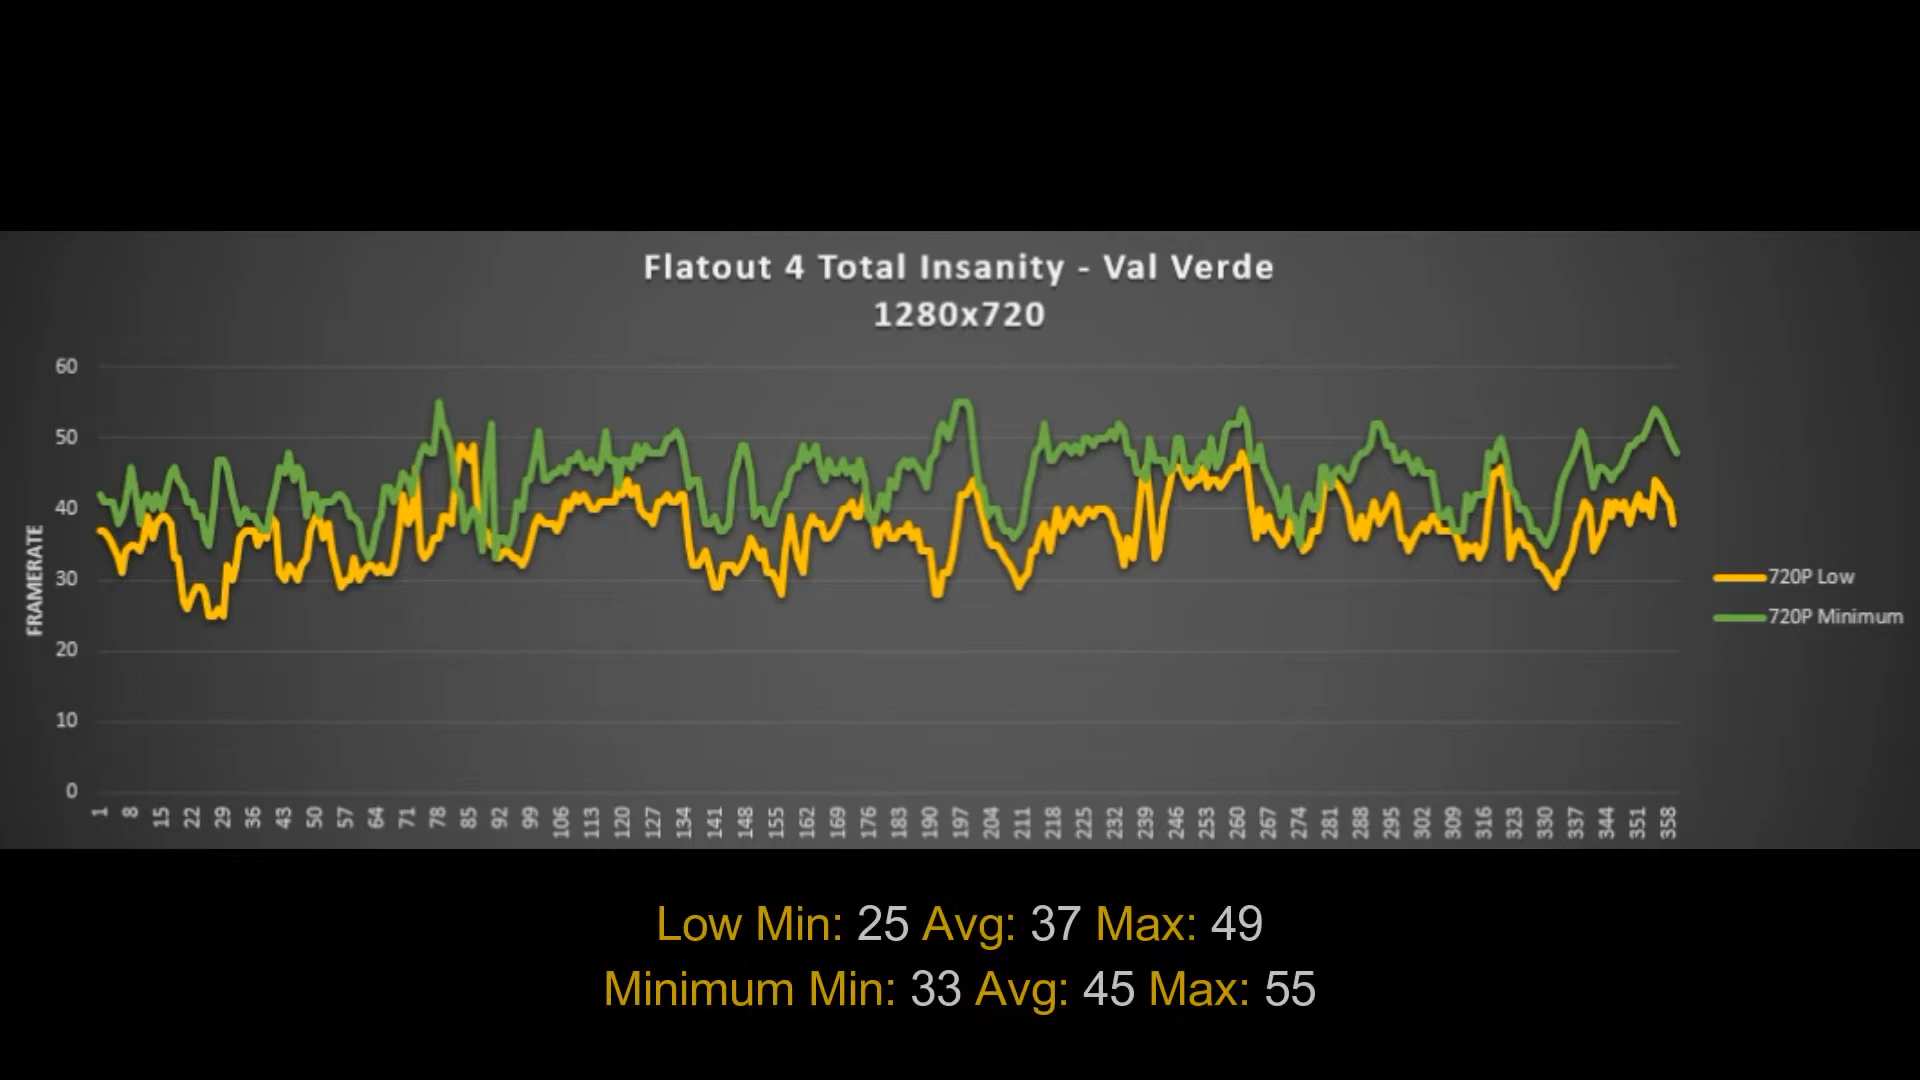 Flatout 4 Total Insanity - Val Verde
1280x720
60
50
40
30
20
10
0
FRAMERATE
1 8 15 22 29 36 43 50 57 64 71 78 85 92 99 106 113 120 127 134 141 148 155 162 169 176 183 190 197 204 211 218 225 232 239 246 253 260 267 274 281 288 295 302 309 316 323 330 337 344 351 358
720P Low
720P Minimum
Low Min: 25 Avg: 37 Max: 49
Minimum Min: 33 Avg: 45 Max: 55